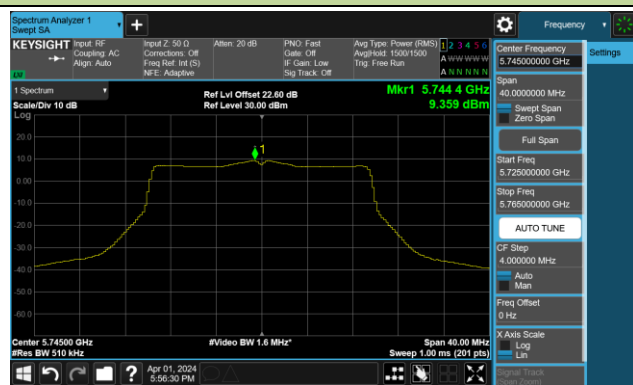 Spectrum Analyzer 1
Swept SA
+
Frequency
KEYSIGHT
Input: RF
Coupling: AC
Align: Auto
Input Z: 50 Ω
Corrections: Off
Freq Ref: Int (S)
NFE: Adaptive
Atten: 20 dB
PNO: Fast
Gate: Off
IF Gain: Low
Sig Track: Off
Avg Type: Power (RMS)
Avg|Hold: 1500/1500
Trig: Free Run
1 2 3 4 5 6
A W W W W W
A N N N N N
Center Frequency
5.745000000 GHz
Settings
Span
40.0000000 MHz
Swept Span
Zero Span
Full Span
Start Freq
5.725000000 GHz
Stop Freq
5.765000000 GHz
AUTO TUNE
CF Step
4.000000 MHz
Auto
Man
Freq Offset
0 Hz
X Axis Scale
Log
Lin
Signal Track
(Span Zoom)
1 Spectrum
Scale/Div 10 dB
Log
Ref Lvl Offset 22.60 dB
Ref Level 30.00 dBm
Mkr1 5.744 4 GHz
9.359 dBm
1
20.0
10.0
0.00
-10.0
-20.0
-30.0
-40.0
-50.0
-60.0
Center 5.74500 GHz
#Res BW 510 kHz
#Video BW 1.6 MHz*
Span 40.00 MHz
Sweep 1.00 ms (201 pts)
?
Apr 01, 2024
5:56:30 PM